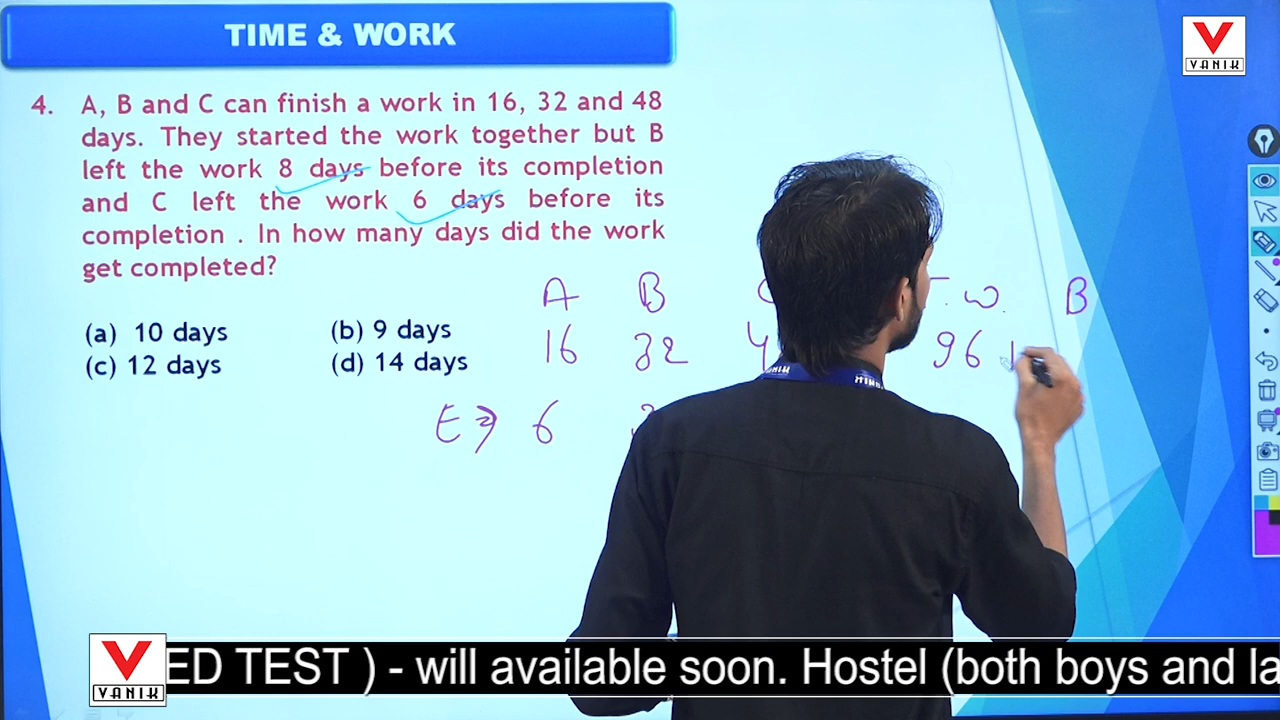 TIME & WORK
VANIK
4. A, B and C can finish a work in 16, 32 and 48
days. They started the work together but B
left the work 8 days before its completion
and C left the work 6 days before its
completion . In how many days did the work
get completed?
A B W. B
(a) 10 days (b) 9 days
16 32 4 96
(c) 12 days (d) 14 days
E⇒ 6
ED TEST ) - will available soon. Hostel (both boys and la
VANIK